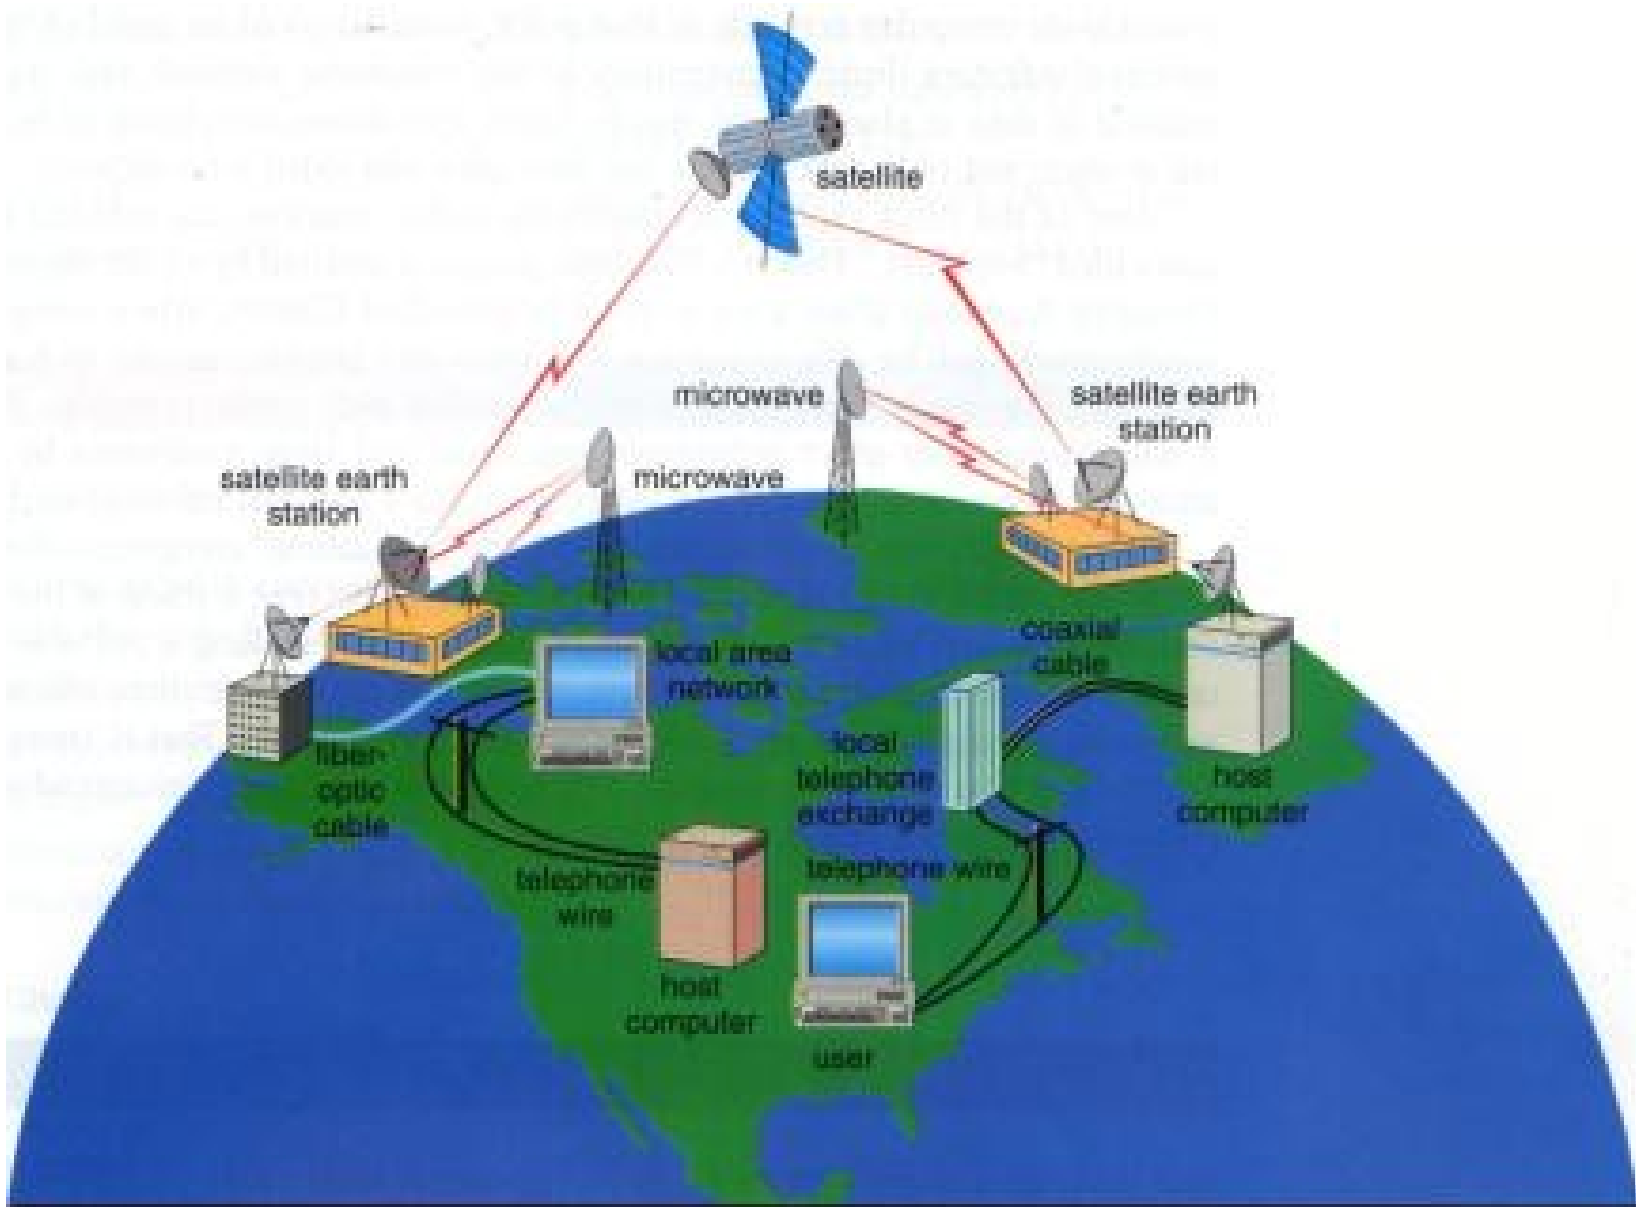 satellite
microwave
satellite earth
station
satellite earth
station
microwave
coaxial
cable
local area
network
fiber-
optic
cable
local
telephone
exchange
host
computer
telephone
wire
telephone wire
host
computer
user